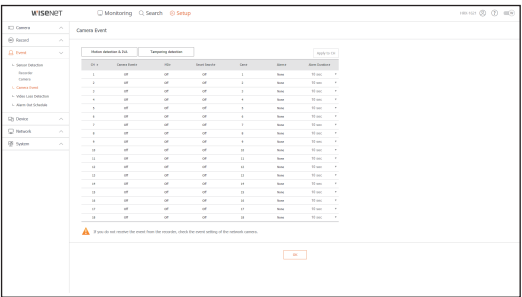 WISENET
Monitoring
Search
Setup
Camera
Record
Event
Sensor Detection
Recorder
Camera
Camera Event
Video Loss Detection
Alarm Out Schedule
Device
Network
System
Camera Event
Motion detection & IVA
Tampering detection
Apply to CH
CH Camera Events Smart Events Camera Alarm Alarm Duration
1 Off Off Off 1 None 10 sec
2 Off Off Off 2 None 10 sec
3 Off Off Off 3 None 10 sec
4 Off Off Off 4 None 10 sec
5 Off Off Off 5 None 10 sec
6 Off Off Off 6 None 10 sec
7 Off Off Off 7 None 10 sec
8 Off Off Off 8 None 10 sec
9 Off Off Off 9 None 10 sec
10 Off Off Off 10 None 10 sec
11 Off Off Off 11 None 10 sec
12 Off Off Off 12 None 10 sec
13 Off Off Off 13 None 10 sec
14 Off Off Off 14 None 10 sec
15 Off Off Off 15 None 10 sec
16 Off Off Off 16 None 10 sec
17 Off Off Off 17 None 10 sec
18 Off Off Off 18 None 10 sec
If you do not receive the event from the recorder, check the event setting of the network camera.
OK